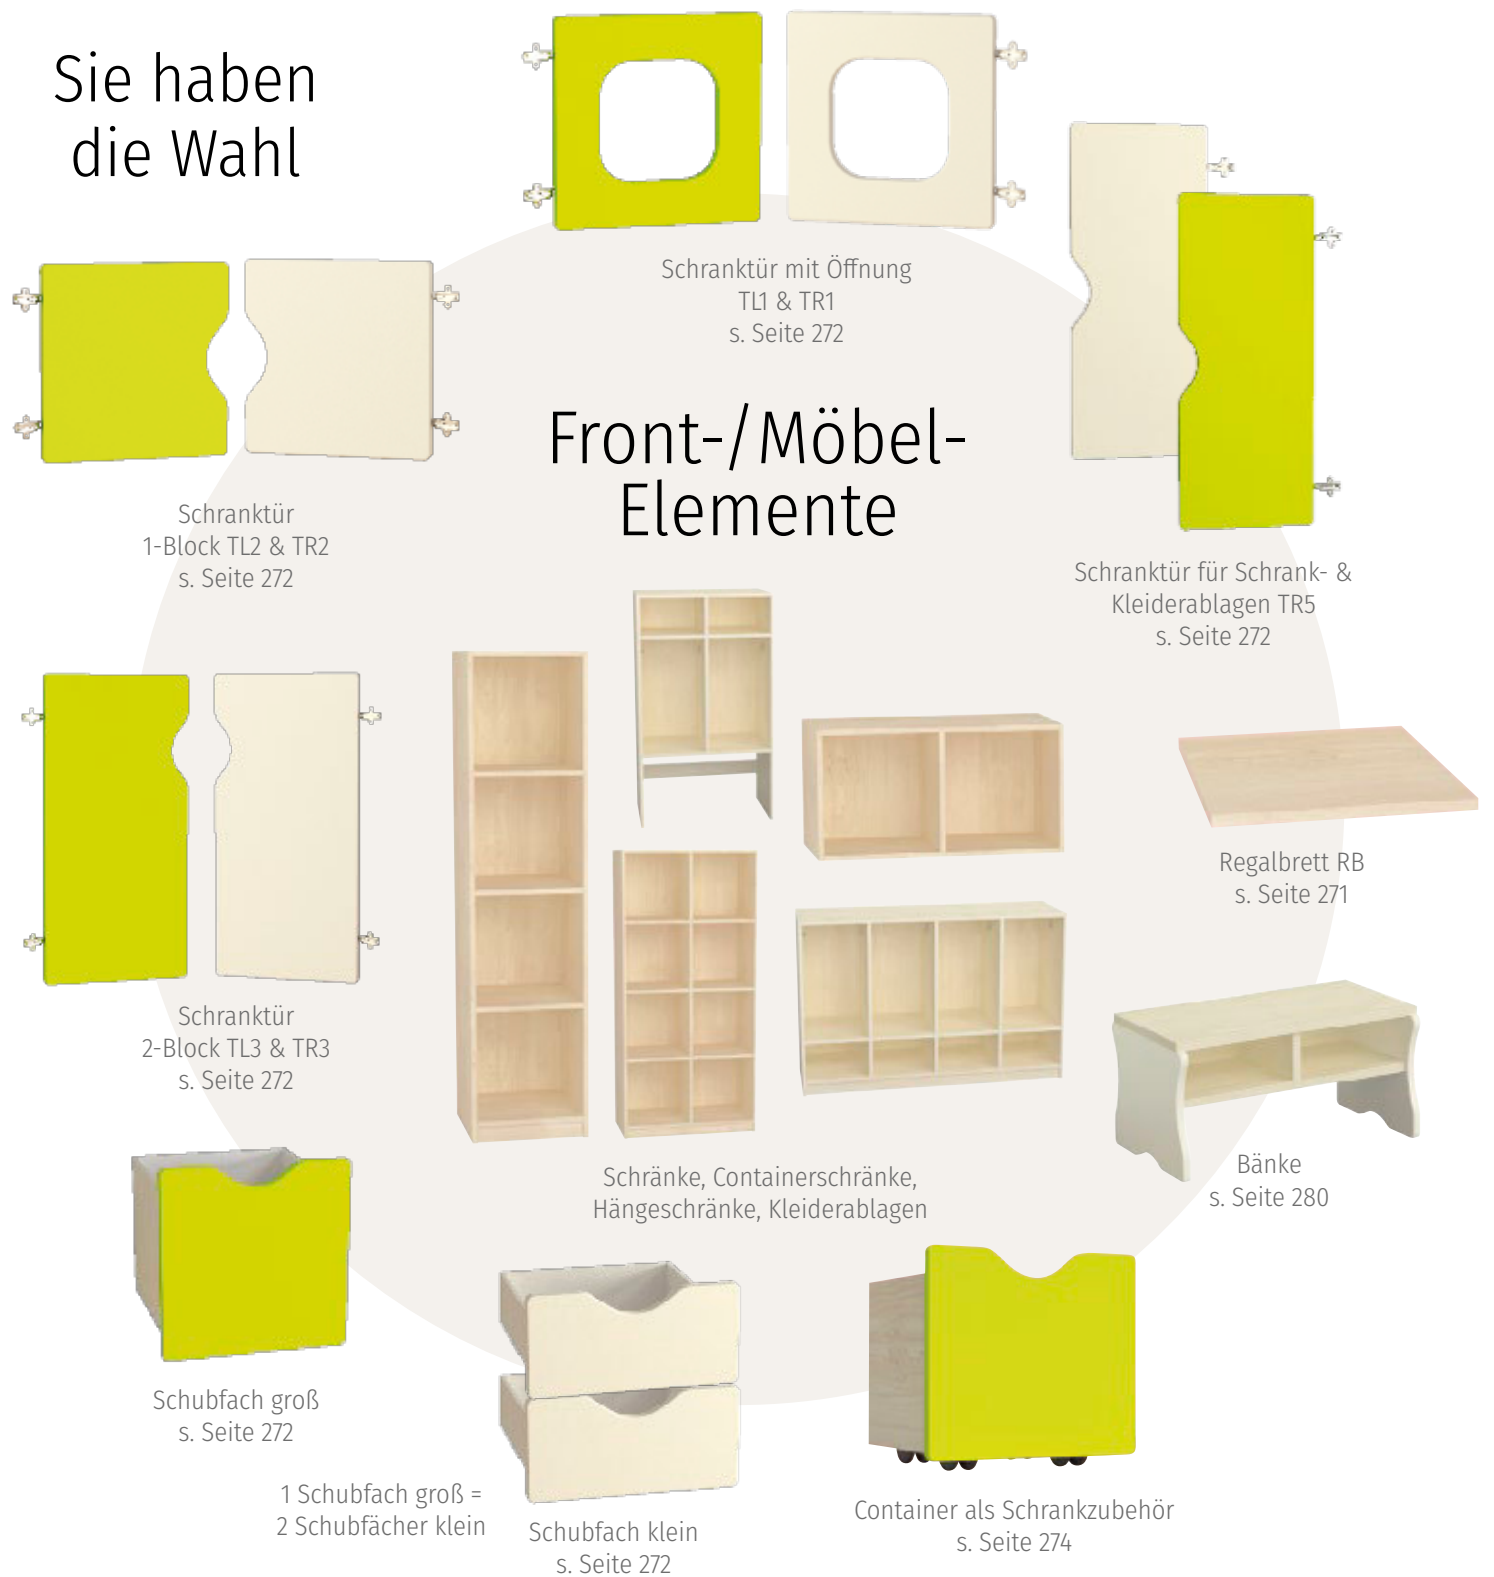 Sie haben
die Wahl
Schranktür mit Öffnung
TL1 & TR1
s. Seite 272
Front-/Möbel-
Elemente
Schranktür
1-Block TL2 & TR2
s. Seite 272
Schranktür für Schrank- &
Kleiderablagen TR5
s. Seite 272
Regalbrett RB
s. Seite 271
Schranktür
2-Block TL3 & TR3
s. Seite 272
Bänke
s. Seite 280
Schränke, Containerschränke,
Hängeschränke, Kleiderablagen
Schubfach groß
s. Seite 272
1 Schubfach groß =
2 Schubfächer klein
Schubfach klein
s. Seite 272
Container als Schrankzubehör
s. Seite 274